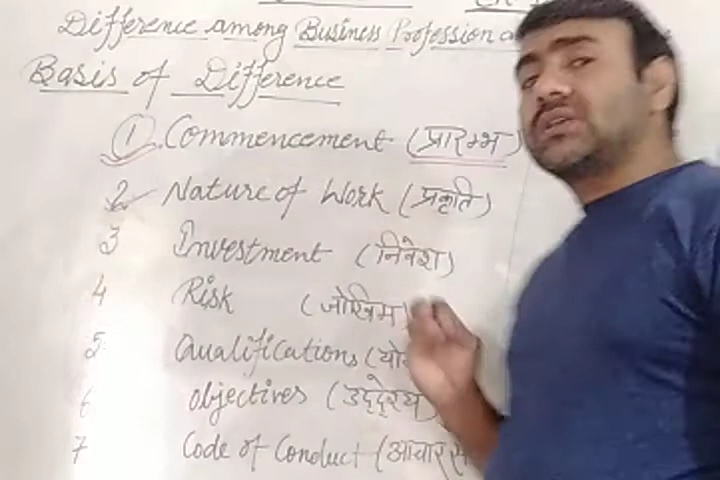 Difference among Business Profession
Basis of Difference
1 Commencement (प्रारम्भ)
2 Nature of Work (प्रकृति)
3 Investment (निवेश)
4 Risk (जोखिम)
5 Qualifications (यो
6 Objectives (उद्देश्य)
7 Code of Conduct (आचार सं